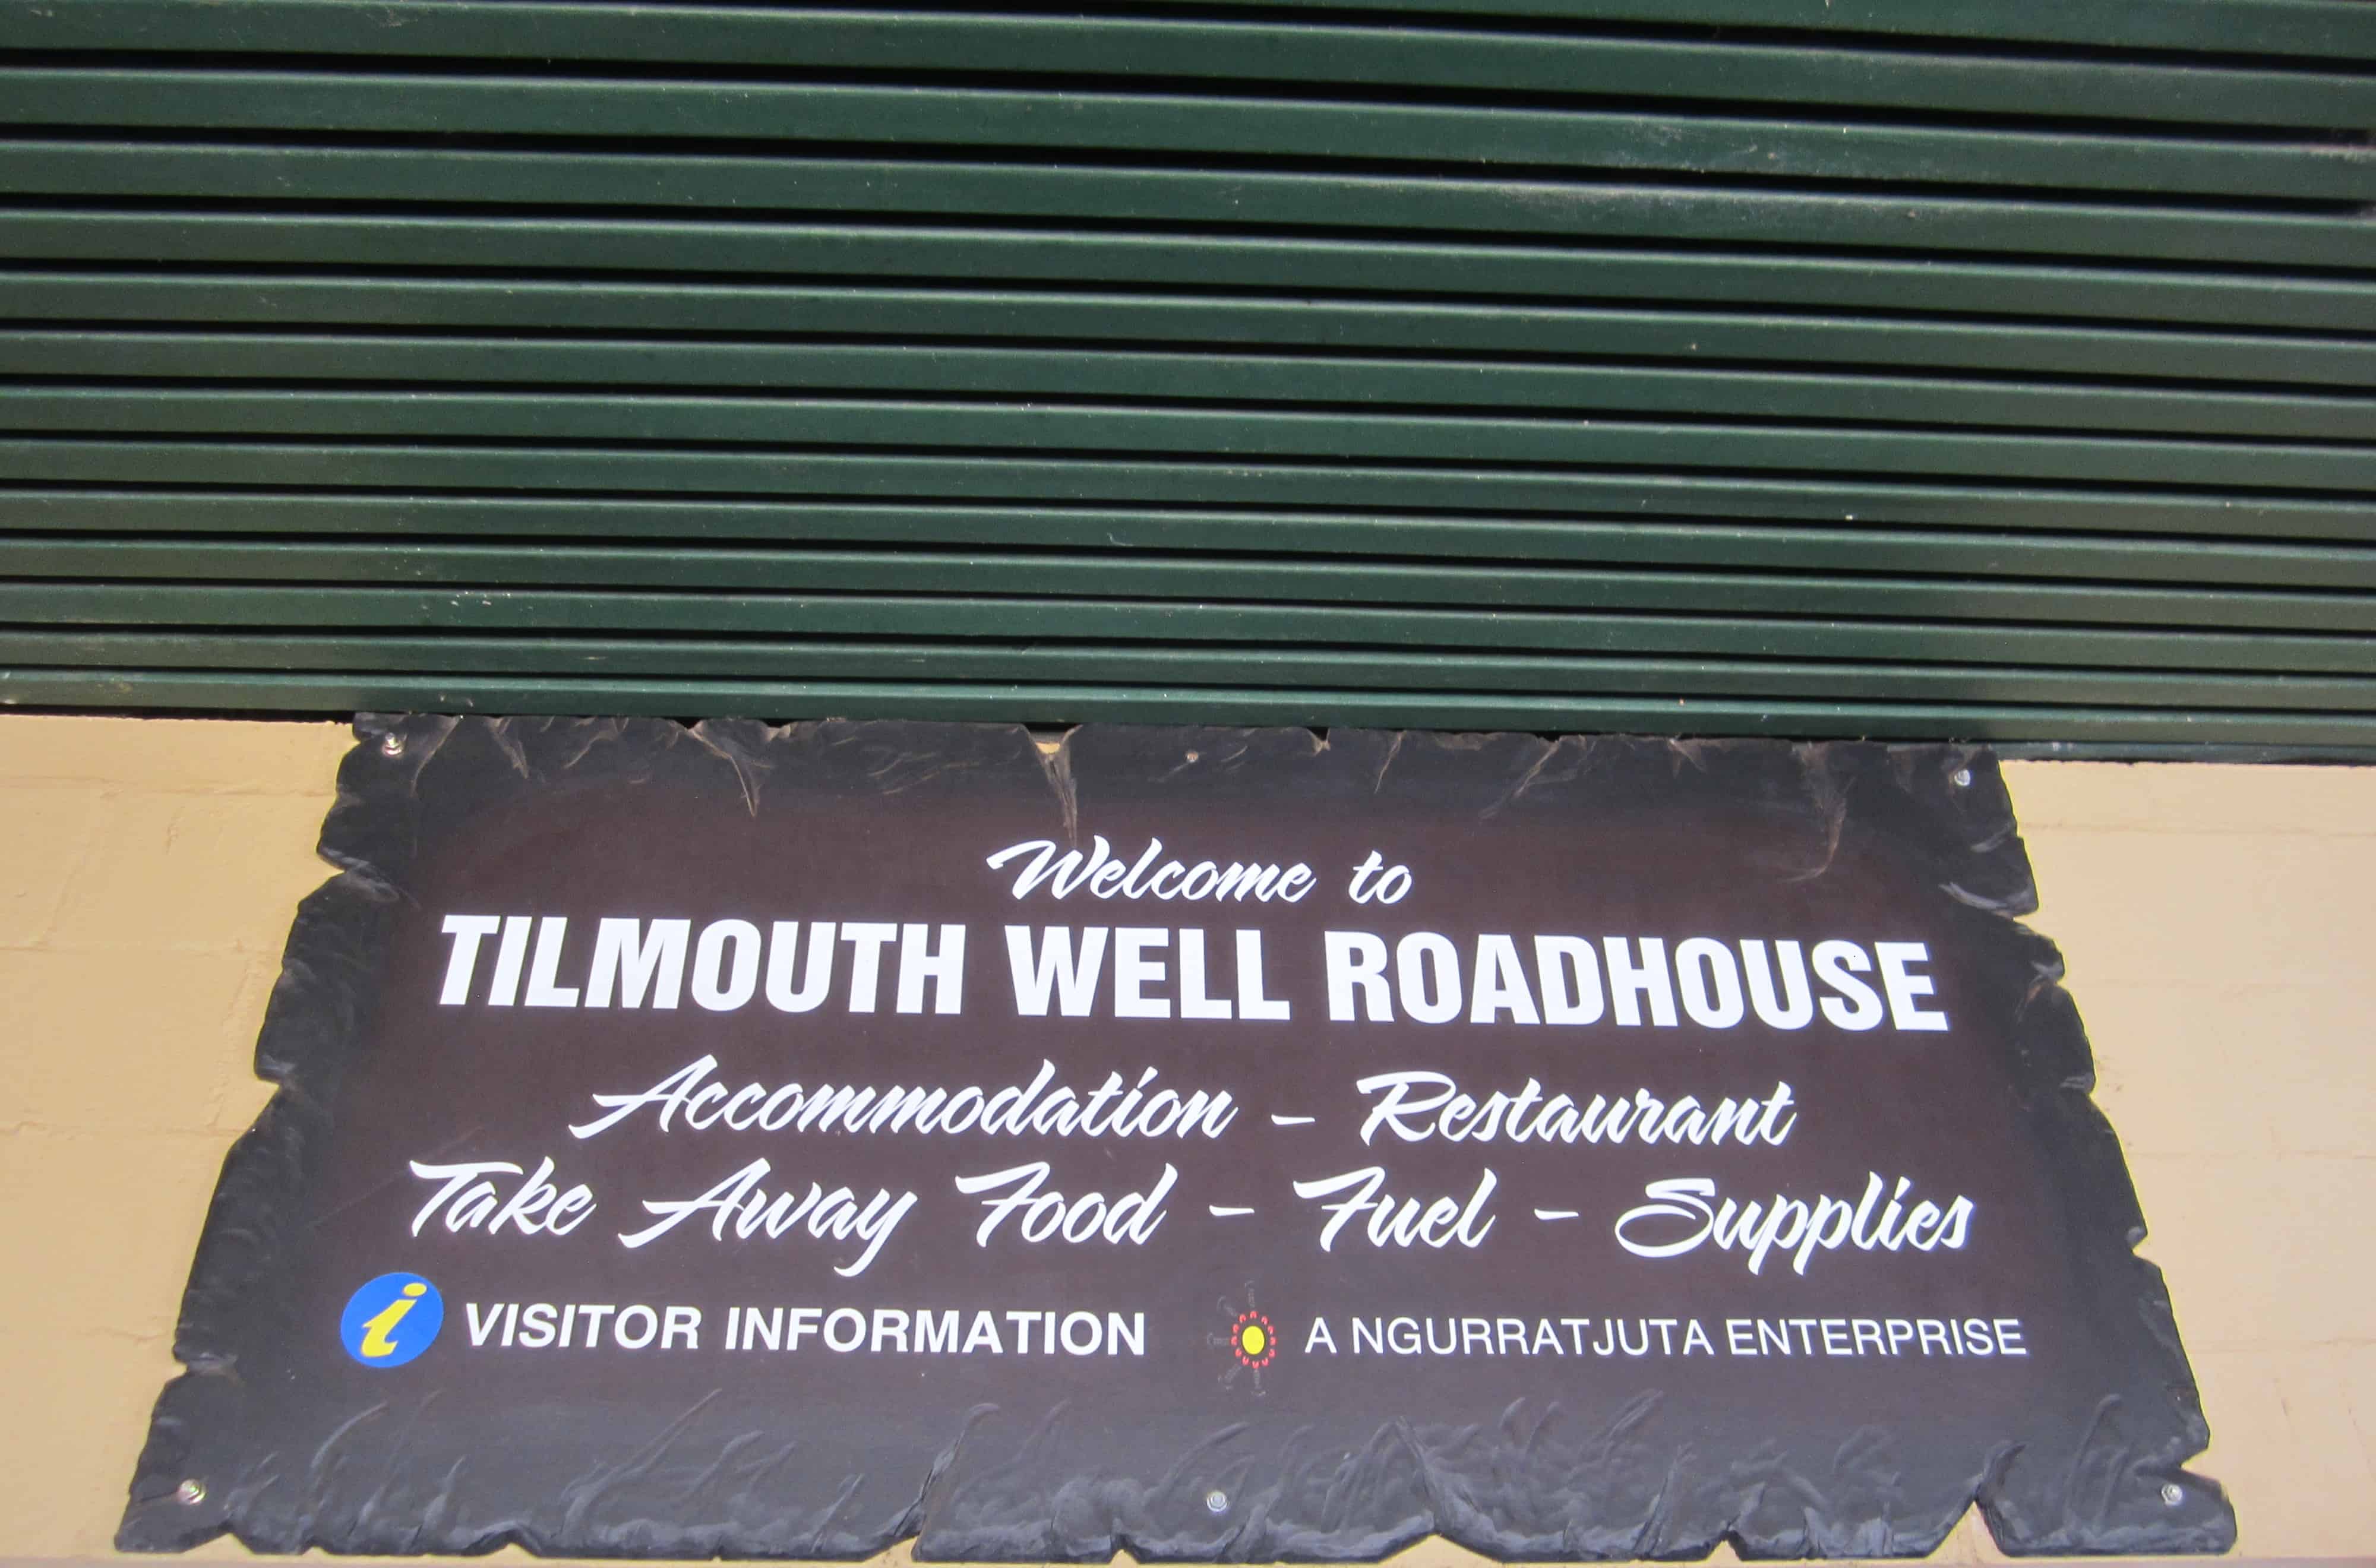 Welcome to
TILMOUTH WELL ROADHOUSE
Accommodation - Restaurant
Take Away Food - Fuel - Supplies
i VISITOR INFORMATION A NGURRATJUTA ENTERPRISE